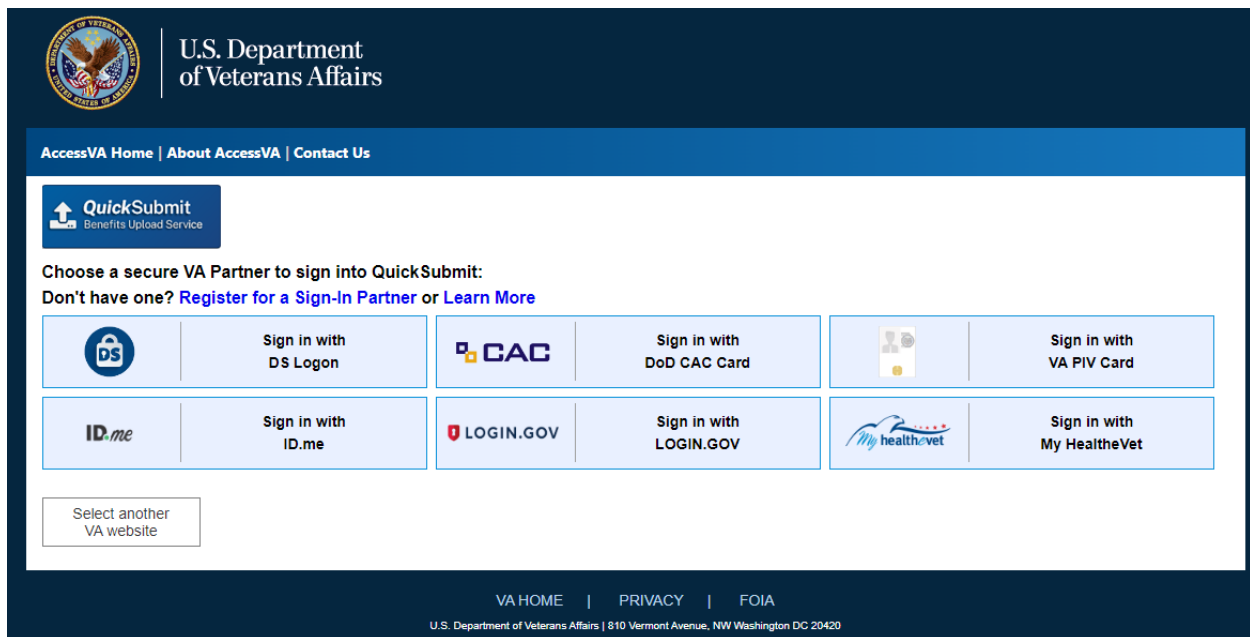 U.S. Department
of Veterans Affairs
AccessVA Home | About AccessVA | Contact Us
QuickSubmit
Benefits Upload Service
Choose a secure VA Partner to sign into QuickSubmit:
Don't have one? Register for a Sign-In Partner or Learn More
DS
Sign in with
DS Logon
CAC
Sign in with
DoD CAC Card
Sign in with
VA PIV Card
ID.me
Sign in with
ID.me
LOGIN.GOV
Sign in with
LOGIN.GOV
My healthevet
Sign in with
My HealtheVet
Select another
VA website
VA HOME | PRIVACY | FOIA
U.S. Department of Veterans Affairs | 810 Vermont Avenue, NW Washington DC 20420